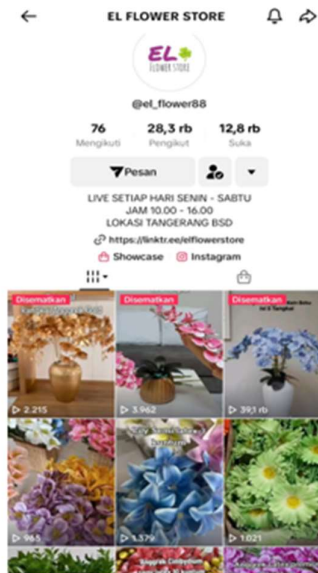 EL FLOWER STORE
EL
FLOWER STORE
@el_flower88
76 28,3 rb 12,8 rb
Mengikuti Pengikut Suka
Pesan
LIVE SETIAP HARI SENIN - SABTU
JAM 10.00 - 16.00
LOKASI TANGERANG BSD
https://linktr.ee/elflowerstore
Showcase Instagram
Disematkan Disematkan Disematkan
2.215 3.962 39,1 rb
965 1.379 1.021
Anggrek Cattleya